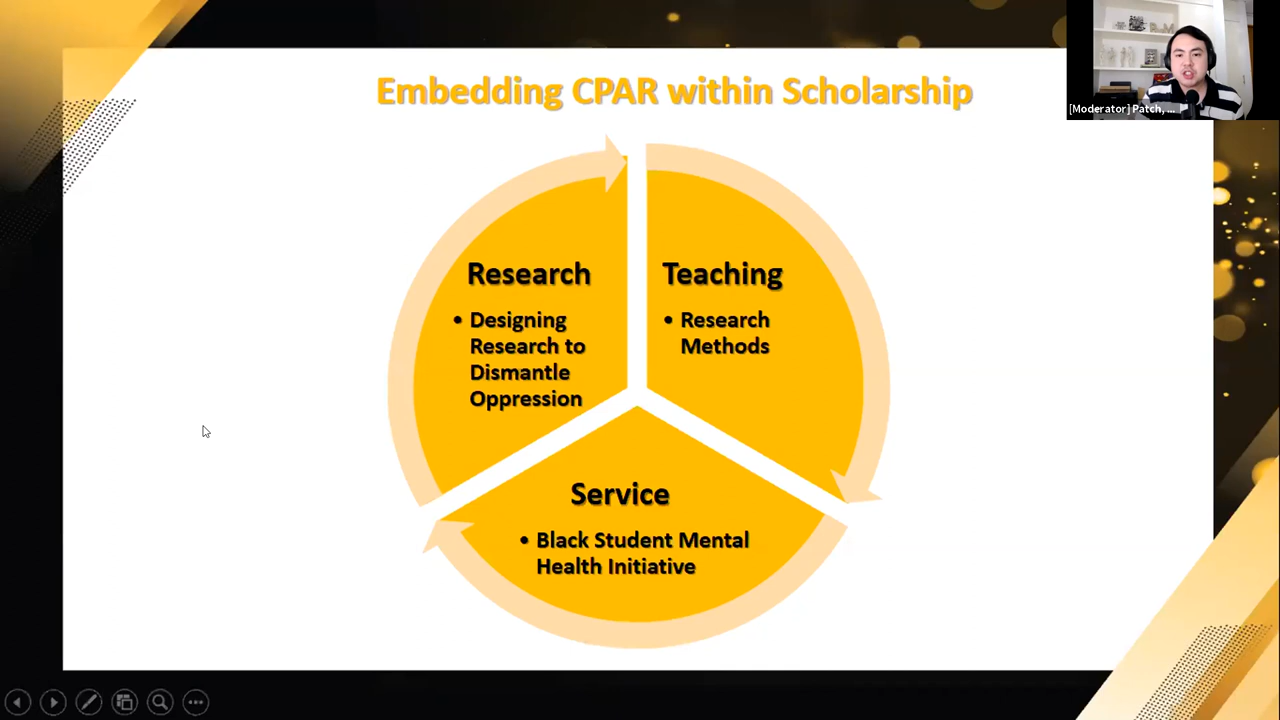 Embedding CPAR within Scholarship
[Moderator] Patch, ...
Research
• Designing
Research to
Dismantle
Oppression
Teaching
• Research
Methods
Service
• Black Student Mental
Health Initiative